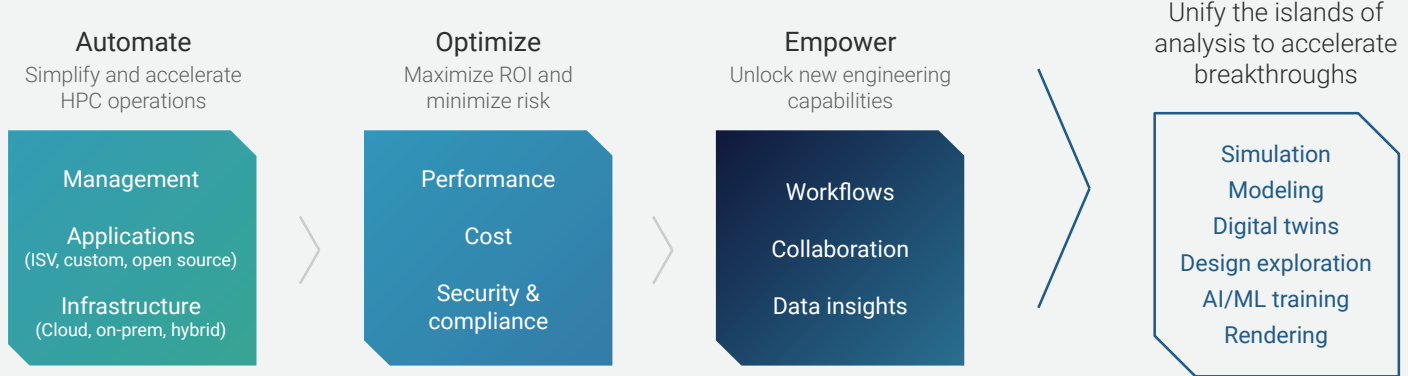 Automate
Simplify and accelerate
HPC operations
Management
Applications
(ISV, custom, open source)
Infrastructure
(Cloud, on-prem, hybrid)
Optimize
Maximize ROI and
minimize risk
Performance
Cost
Security &
compliance
Empower
Unlock new engineering
capabilities
Workflows
Collaboration
Data insights
Unify the islands of
analysis to accelerate
breakthroughs
Simulation
Modeling
Digital twins
Design exploration
AI/ML training
Rendering